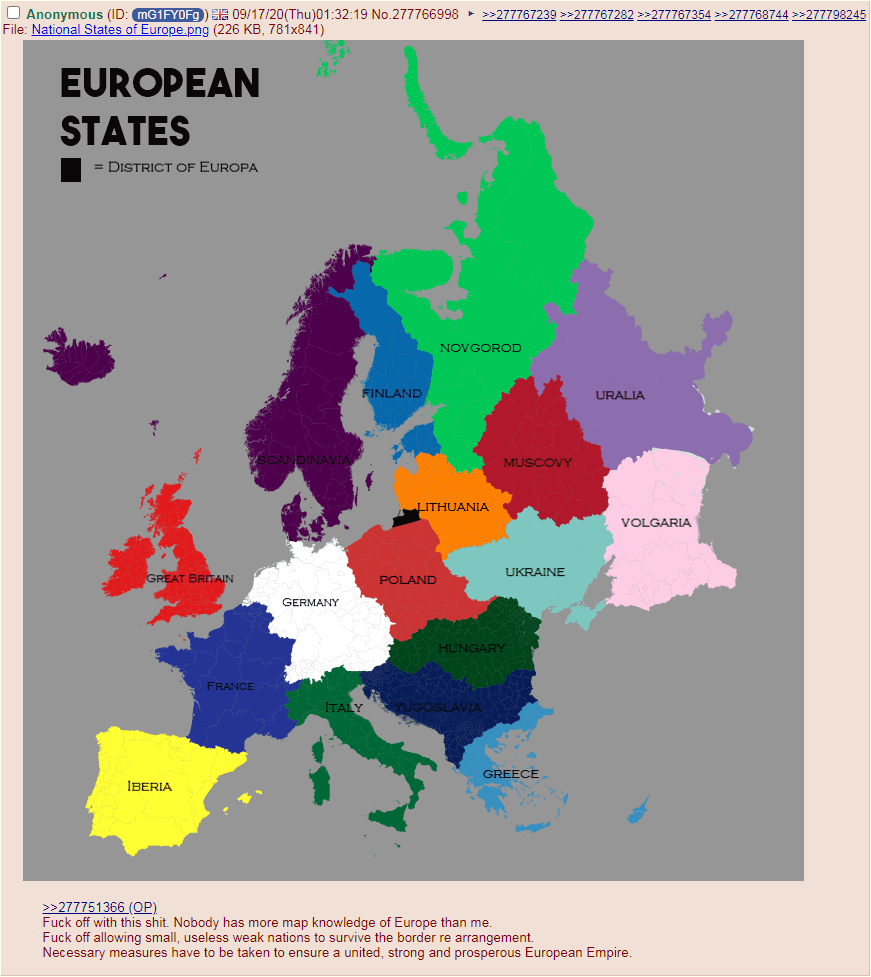 Anonymous (ID: mG1FY0Fg) 09/17/20(Thu)01:32:19 No.277766998 ▸ >>277767239 >>277767282 >>277767354 >>277768744 >>277798245
File: National States of Europe.png (226 KB, 781x841)
EUROPEAN
STATES
= District of Europa
NOVGOROD
FINLAND
URALIA
SCANDINAVIA
MUSCOVY
LITHUANIA
VOLGARIA
UKRAINE
Great Britain
POLAND
Germany
HUNGARY
France
Italy
YUGOSLAVIA
GREECE
Iberia
>>277751366 (OP)
Fuck off with this shit. Nobody has more map knowledge of Europe than me.
Fuck off allowing small, useless weak nations to survive the border re arrangement.
Necessary measures have to be taken to ensure a united, strong and prosperous European Empire.